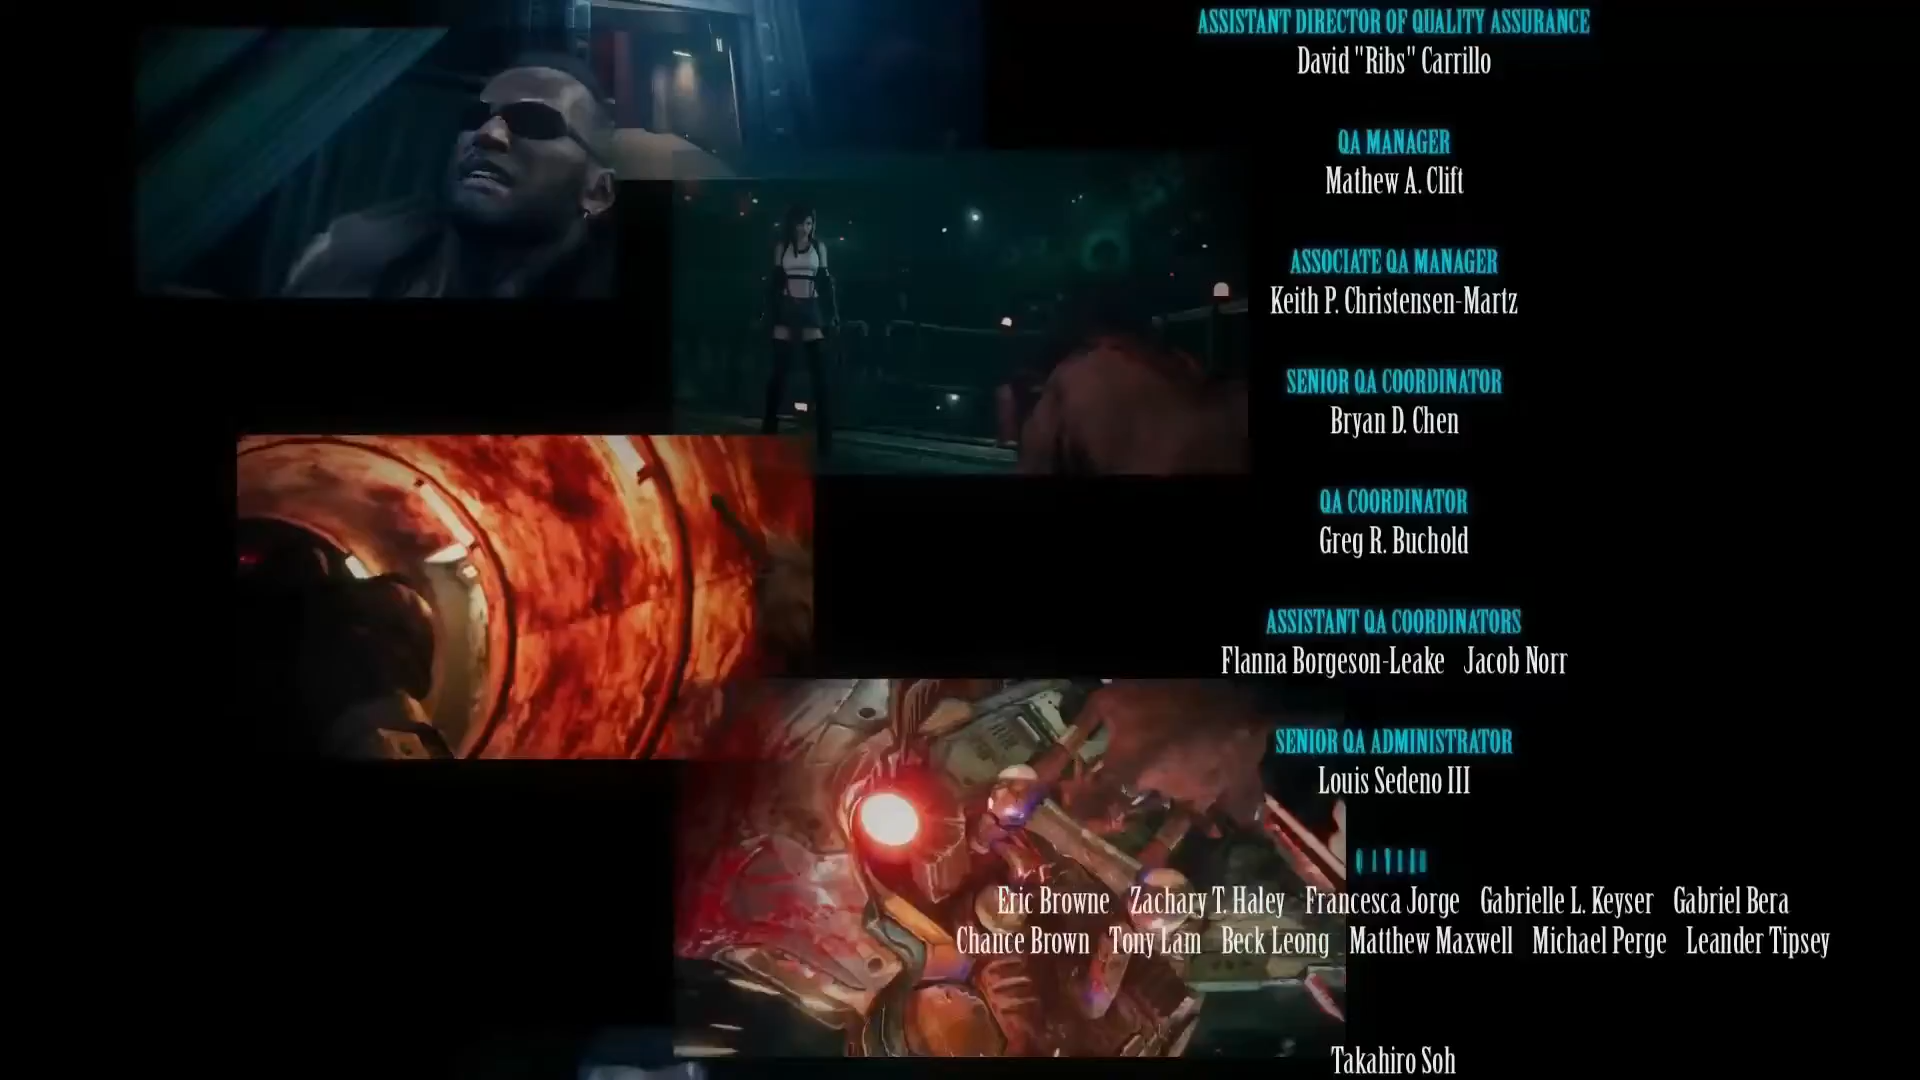 ASSISTANT DIRECTOR OF QUALITY ASSURANCE
David "Ribs" Carrillo
QA MANAGER
Mathew A. Clift
ASSOCIATE QA MANAGER
Keith P. Christensen-Martz
SENIOR QA COORDINATOR
Bryan D. Chen
QA COORDINATOR
Greg R. Buchold
ASSISTANT QA COORDINATORS
Flanna Borgeson-Leake Jacob Norr
SENIOR QA ADMINISTRATOR
Louis Sedeno III
Eric Browne Zachary T. Haley Francesca Jorge Gabrielle L. Keyser Gabriel Bera
Chance Brown Tony Lam Beck Leong Matthew Maxwell Michael Perge Leander Tipsey
Takahiro Soh